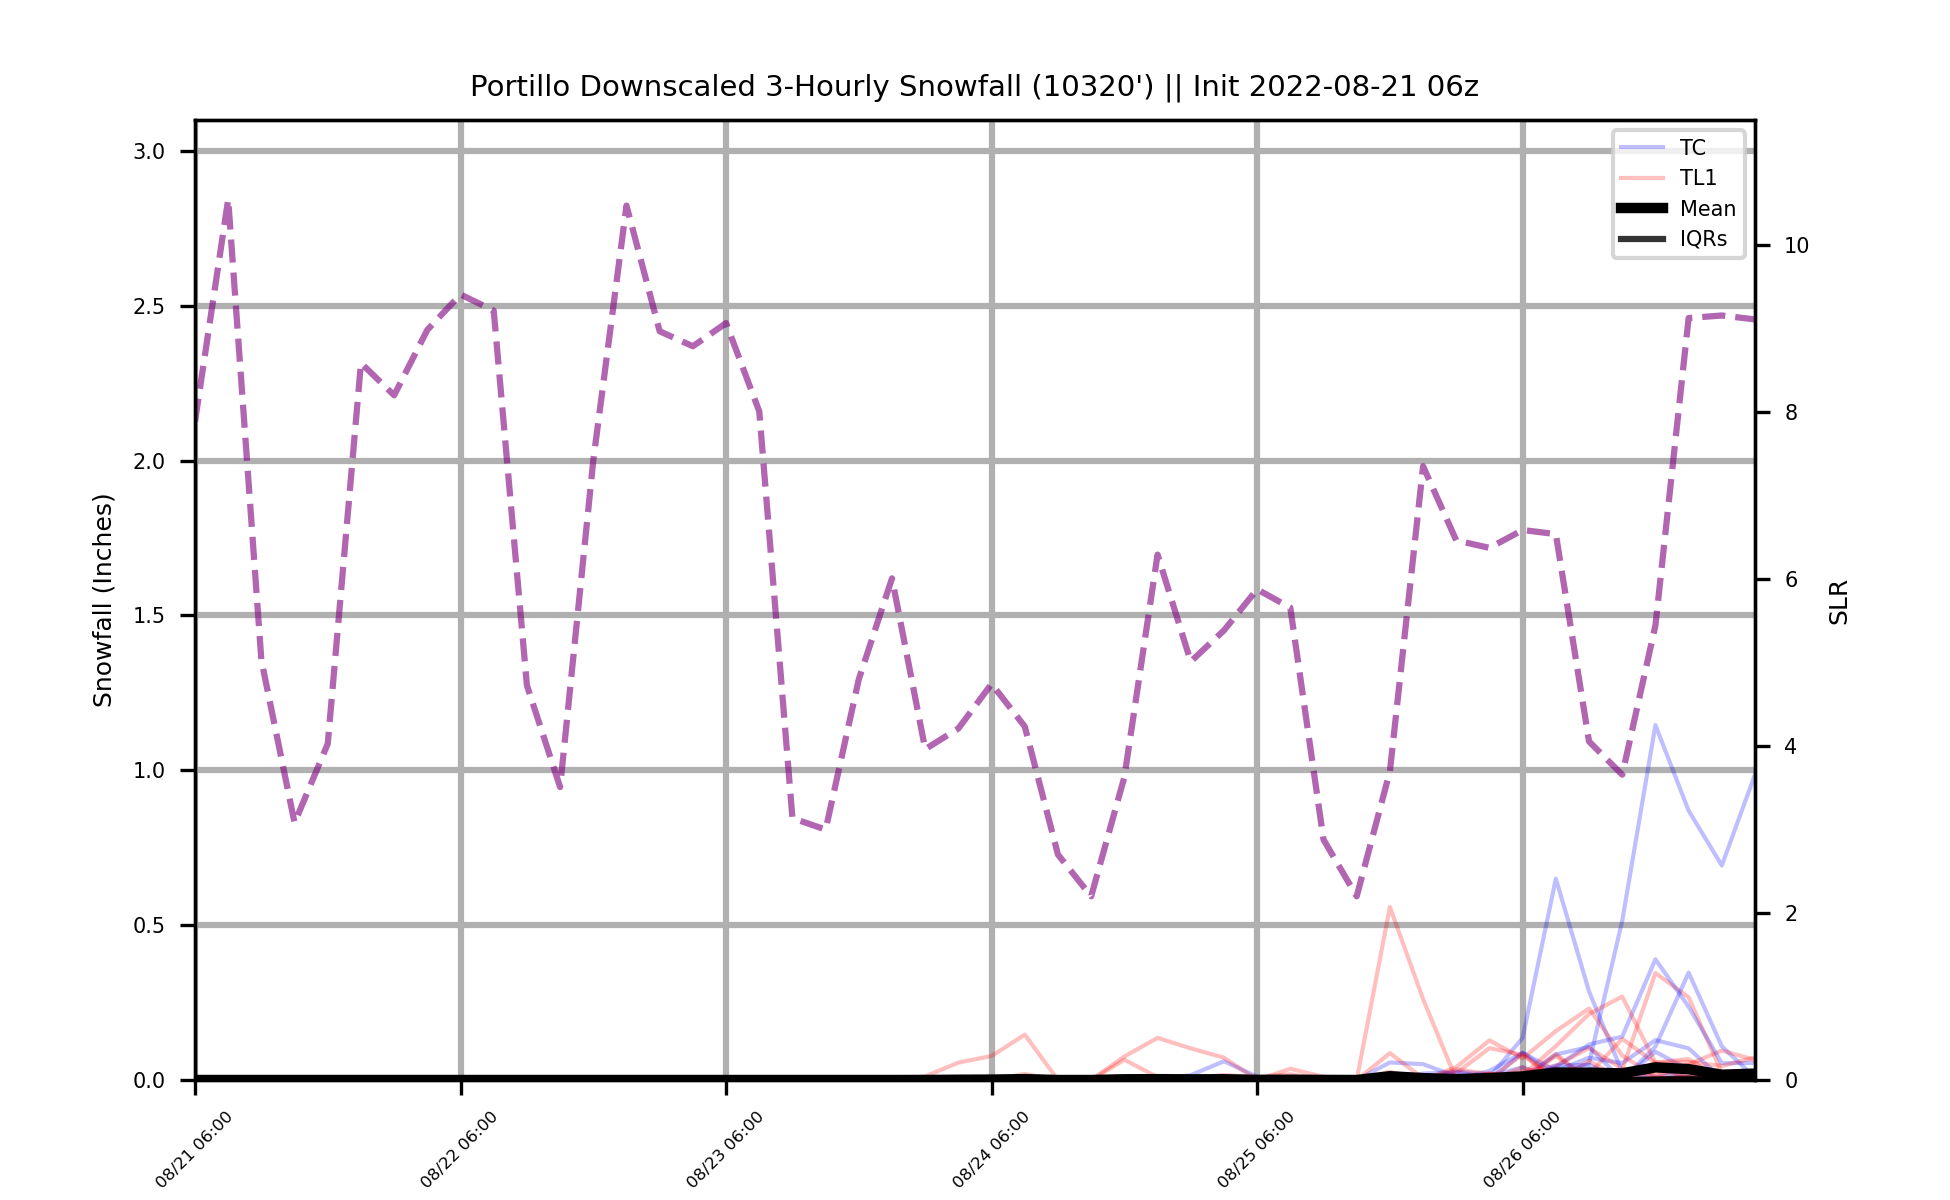 Portillo Downscaled 3-Hourly Snowfall (10320') || Init 2022-08-21 06z
TC
TL1
Mean
IQRs
Snowfall (Inches)
3.0
2.5
2.0
1.5
1.0
0.5
0.0
SLR
10
8
6
4
2
0
08/21 06:00
08/22 06:00
08/23 06:00
08/24 06:00
08/25 06:00
08/26 06:00